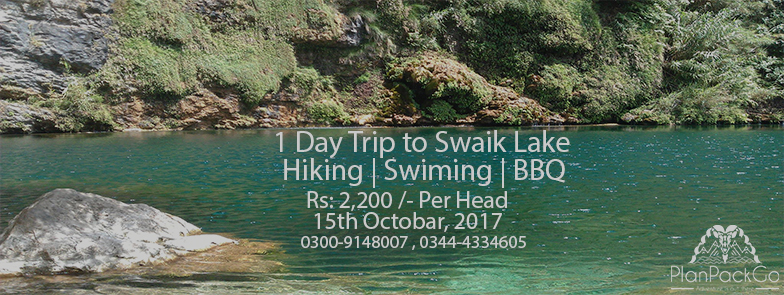 1 Day Trip to Swaik Lake
Hiking | Swiming | BBQ
Rs: 2,200 /- Per Head
15th Octobar, 2017
0300-9148007 , 0344-4334605
PlanPackGo